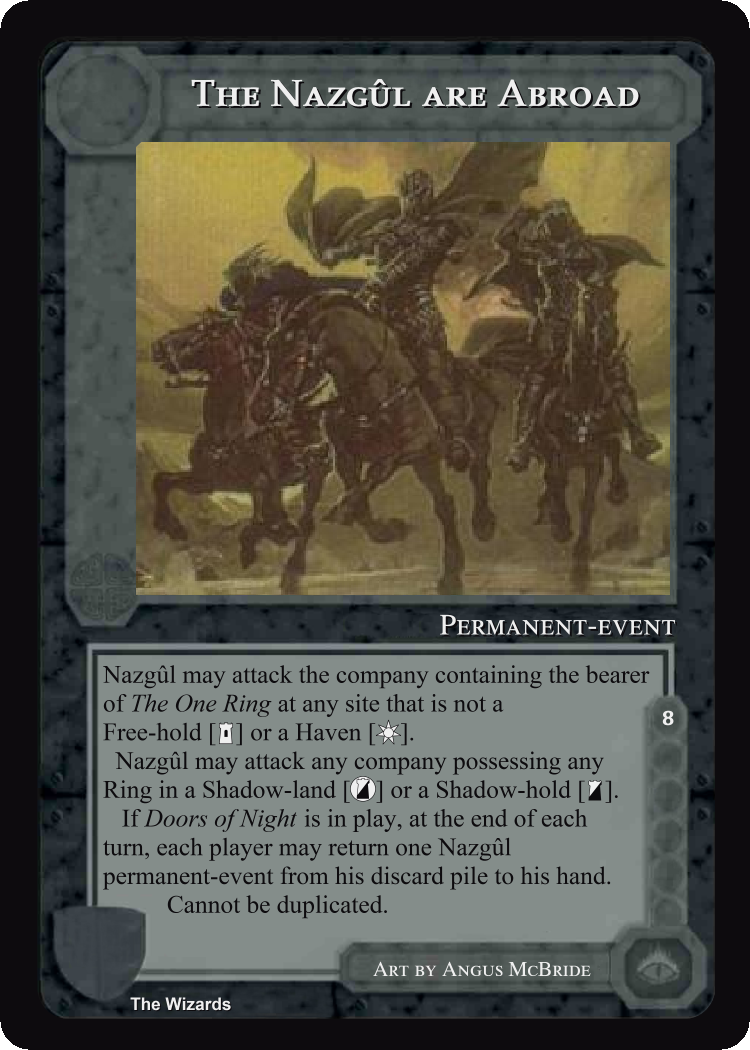 The Nazgûl are Abroad
Permanent-event
Nazgûl may attack the company containing the bearer
of The One Ring at any site that is not a
Free-hold [ ] or a Haven [ ].
Nazgûl may attack any company possessing any
Ring in a Shadow-land [ ] or a Shadow-hold [ ].
If Doors of Night is in play, at the end of each
turn, each player may return one Nazgûl
permanent-event from his discard pile to his hand.
Cannot be duplicated.
8
Art by Angus McBride
The Wizards